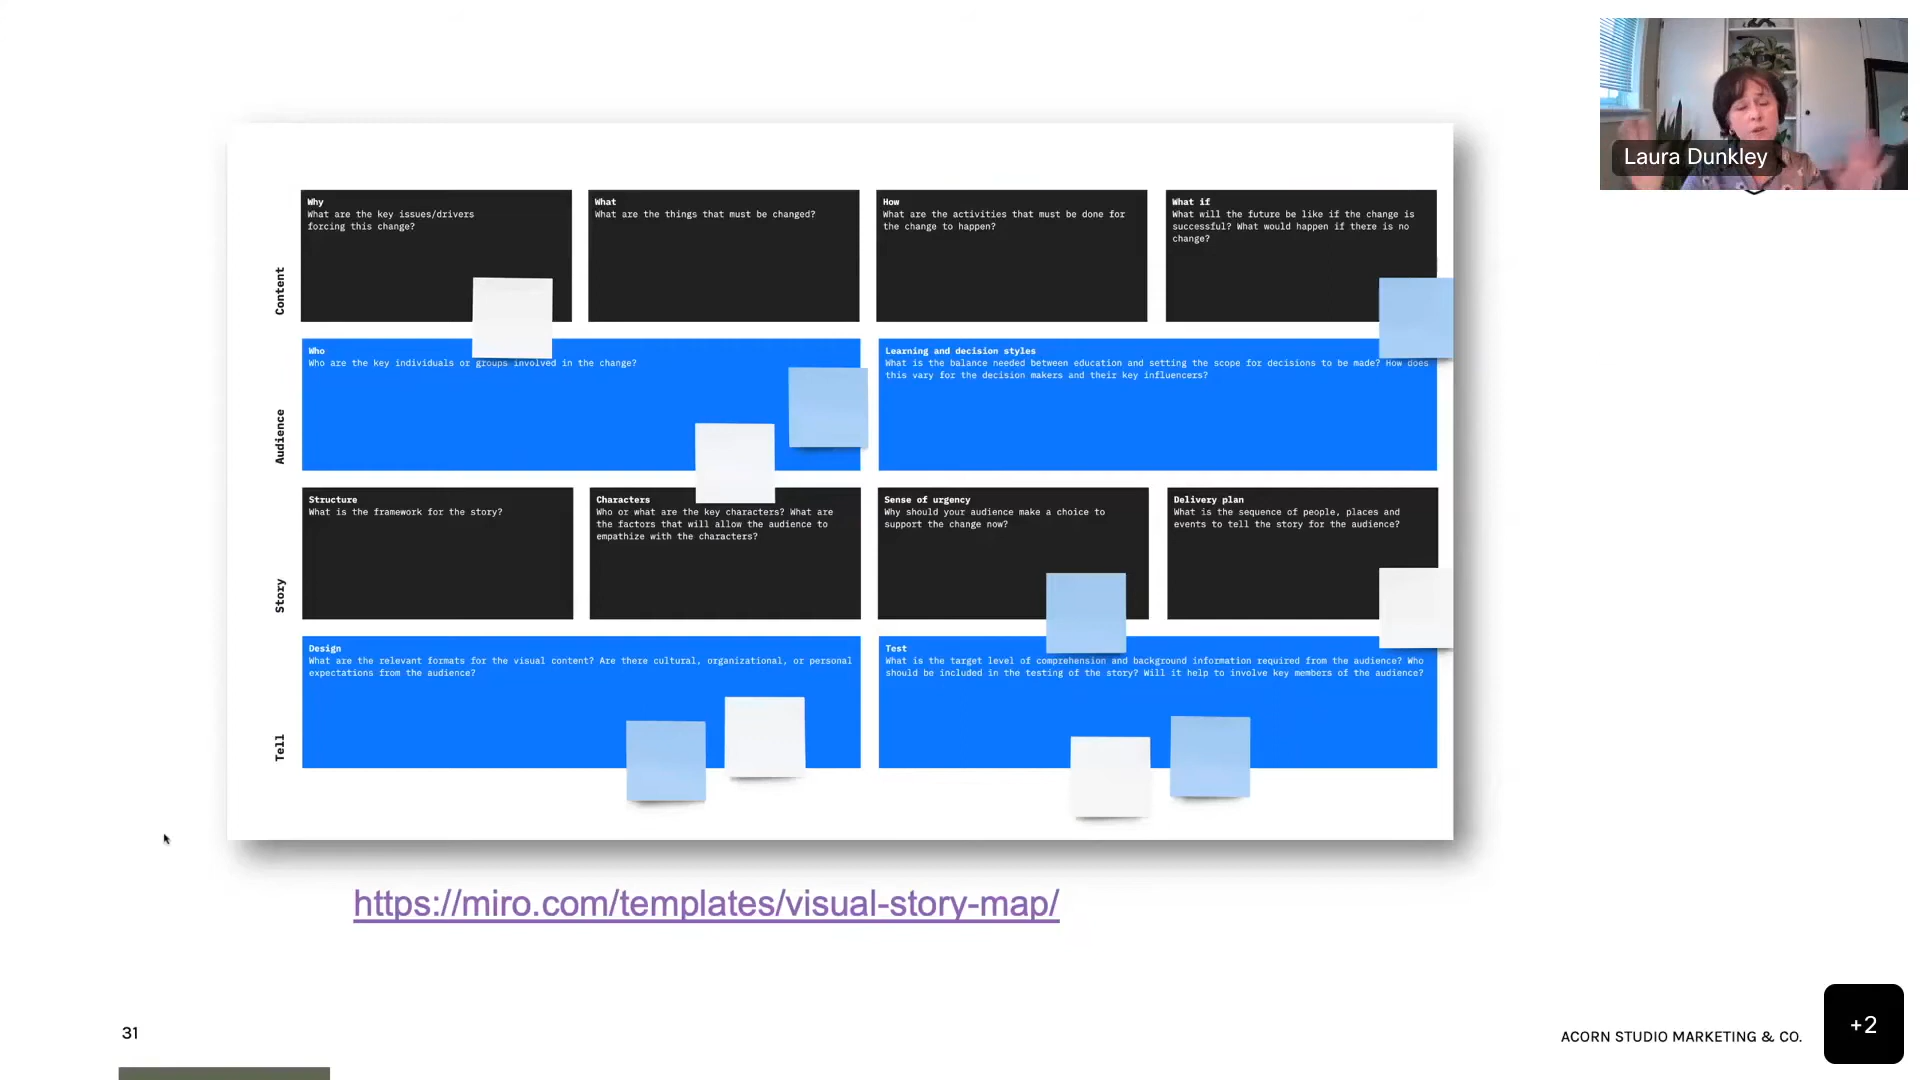 Laura Dunkley
Content
Why
What are the key issues/drivers
forcing this change?
What
What are the things that must be changed?
How
What are the activities that must be done for
the change to happen?
What if
What will the future be like if the change is
successful? What would happen if there is no
change?
Audience
Who
Who are the key individuals or groups involved in the change?
Learning and decision styles
What is the balance needed between education and setting the scope for decisions to be made? How does
this vary for the decision makers and their key influencers?
Story
Structure
What is the framework for the story?
Characters
Who or what are the key characters? What are
the factors that will allow the audience to
empathize with the characters?
Sense of urgency
Why should your audience make a choice to
support the change now?
Delivery plan
What is the sequence of people, places and
events to tell the story for the audience?
Tell
Design
What are the relevant formats for the visual content? Are there cultural, organizational, or personal
expectations from the audience?
Test
What is the target level of comprehension and background information required from the audience? Who
should be included in the testing of the story? Will it help to involve key members of the audience?
https://miro.com/templates/visual-story-map/
31
ACORN STUDIO MARKETING & CO.
+2